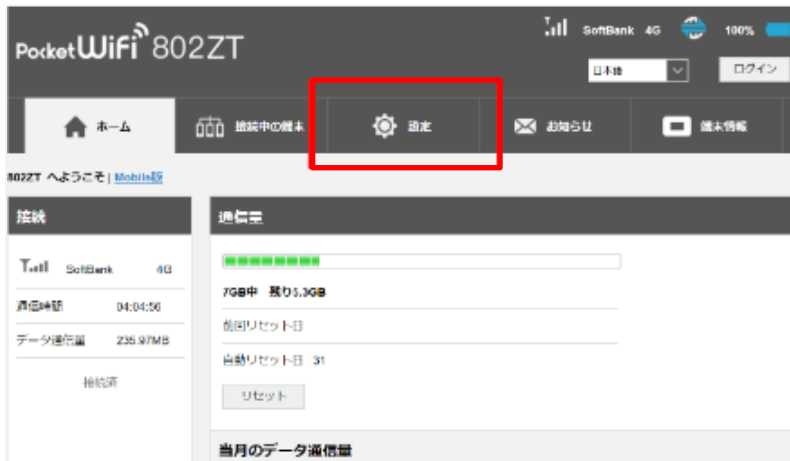 PocketWiFi 802ZT
SoftBank 4G 100%
日本語 ログイン
ホーム 接続中の端末 設定 お知らせ 端末情報
802ZT へようこそ | Mobile版
接続
SoftBank 4G
通信時間 04:04:56
データ通信量 235.97MB
接続済
通信量
7GB中 残り5.3GB
前回リセット日
自動リセット日 31
リセット
当月のデータ通信量